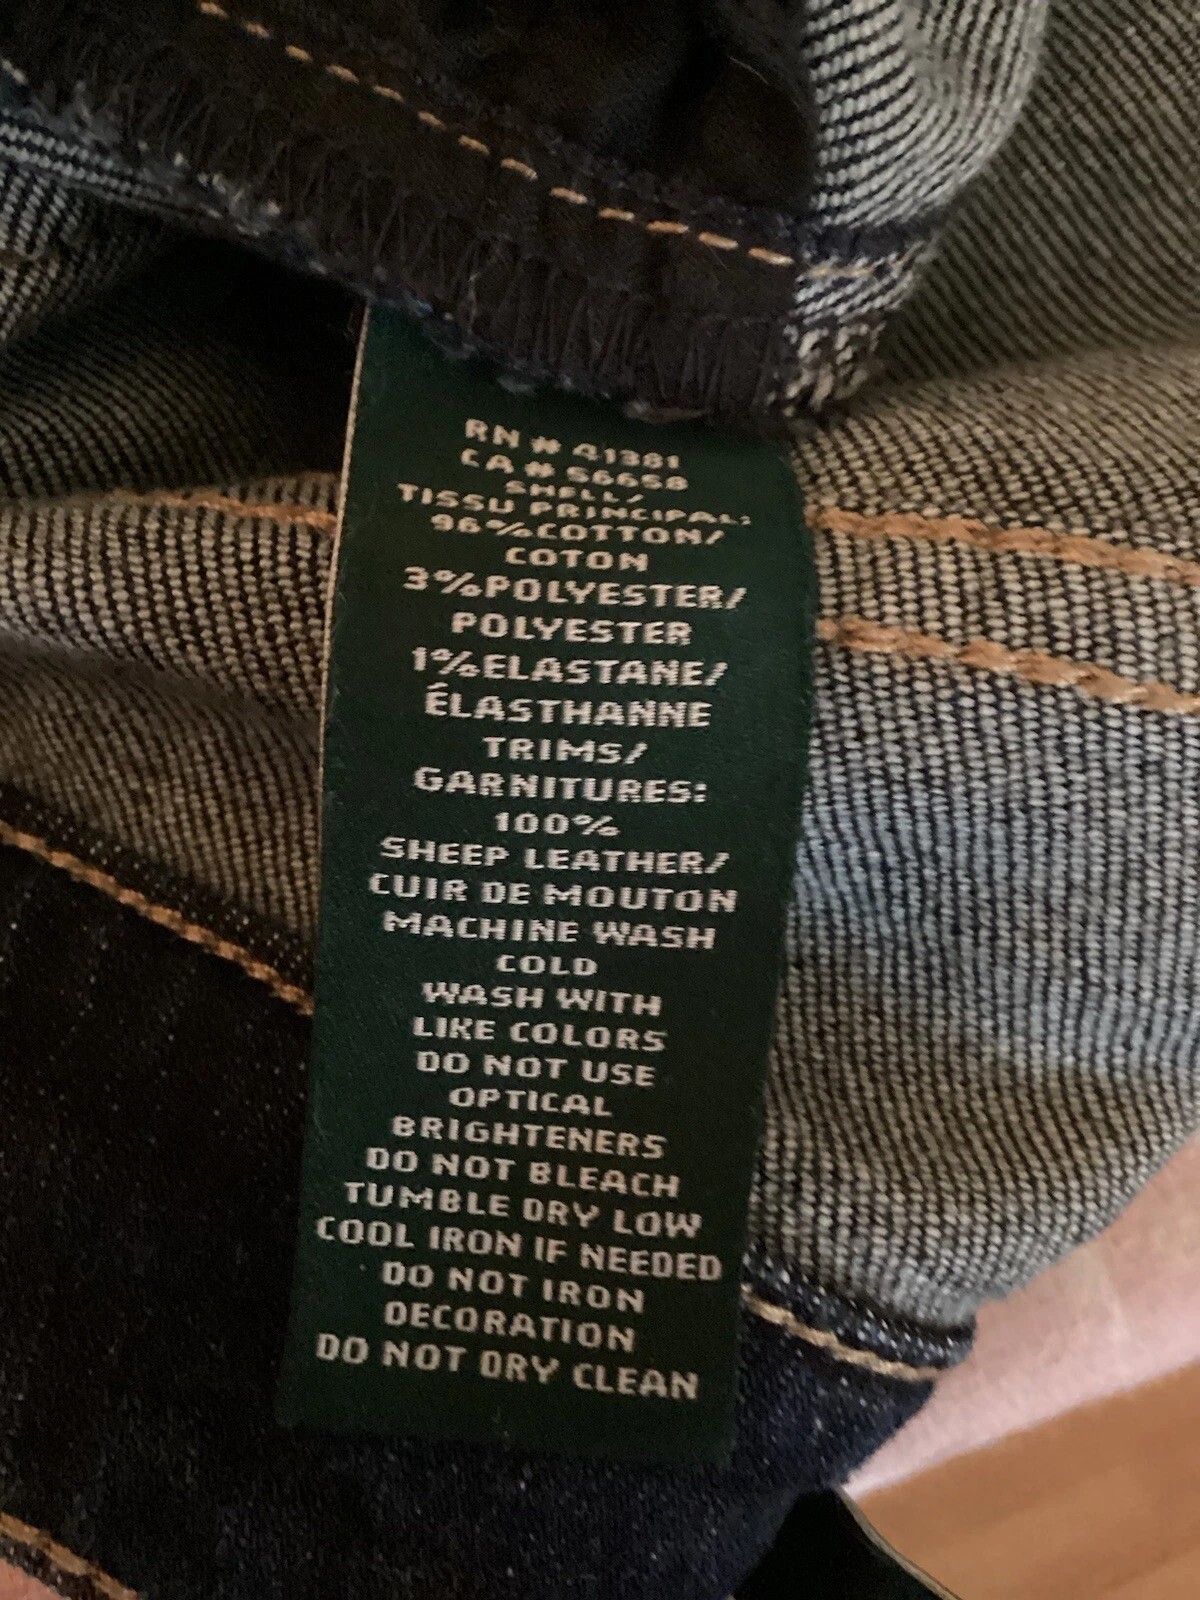 RN # 41381
CA # 56658
SHELL/
TISSU PRINCIPAL:
96%COTTON/
COTON
3%POLYESTER/
POLYESTER
1%ELASTANE/
ÉLASTHANNE
TRIMS/
GARNITURES:
100%
SHEEP LEATHER/
CUIR DE MOUTON
MACHINE WASH
COLD
WASH WITH
LIKE COLORS
DO NOT USE
OPTICAL
BRIGHTENERS
DO NOT BLEACH
TUMBLE DRY LOW
COOL IRON IF NEEDED
DO NOT IRON
DECORATION
DO NOT DRY CLEAN